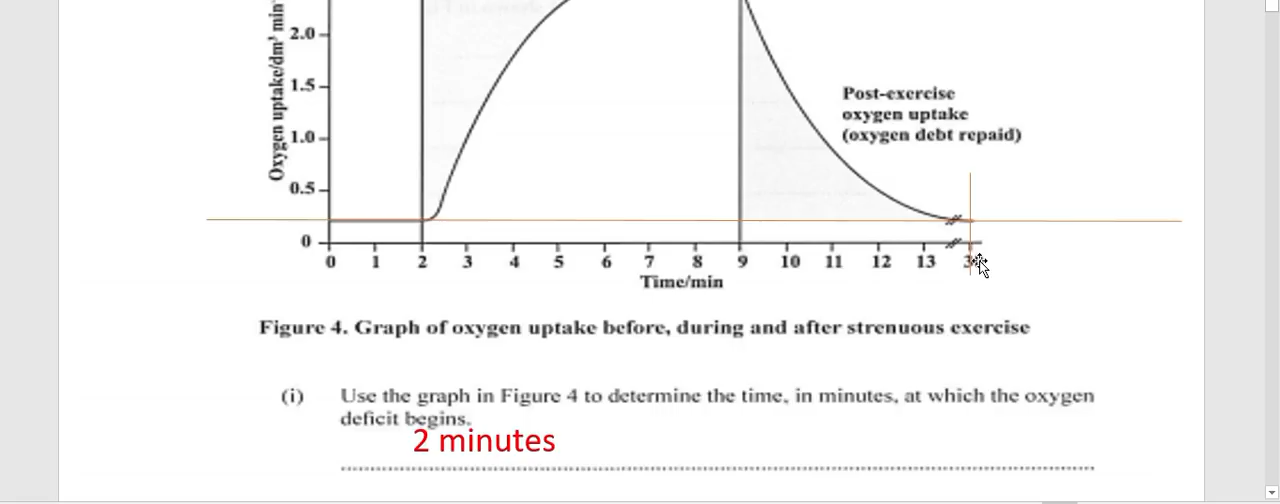 Oxygen uptake/dm³ min
2.0
1.5
1.0
0.5
0
0 1 2 3 4 5 6 7 8 9 10 11 12 13
Time/min
Post-exercise
oxygen uptake
(oxygen debt repaid)
Figure 4. Graph of oxygen uptake before, during and after strenuous exercise
(i) Use the graph in Figure 4 to determine the time, in minutes, at which the oxygen
deficit begins.
2 minutes